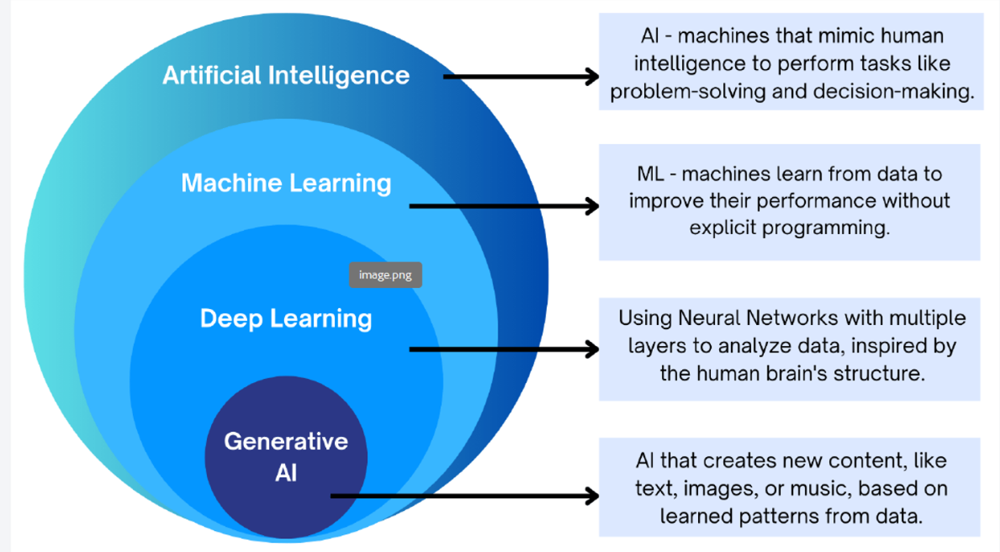 Artificial Intelligence
AI - machines that mimic human
intelligence to perform tasks like
problem-solving and decision-making.
Machine Learning
ML - machines learn from data to
improve their performance without
explicit programming.
image.png
Deep Learning
Using Neural Networks with multiple
layers to analyze data, inspired by
the human brain's structure.
Generative
AI
AI that creates new content, like
text, images, or music, based on
learned patterns from data.